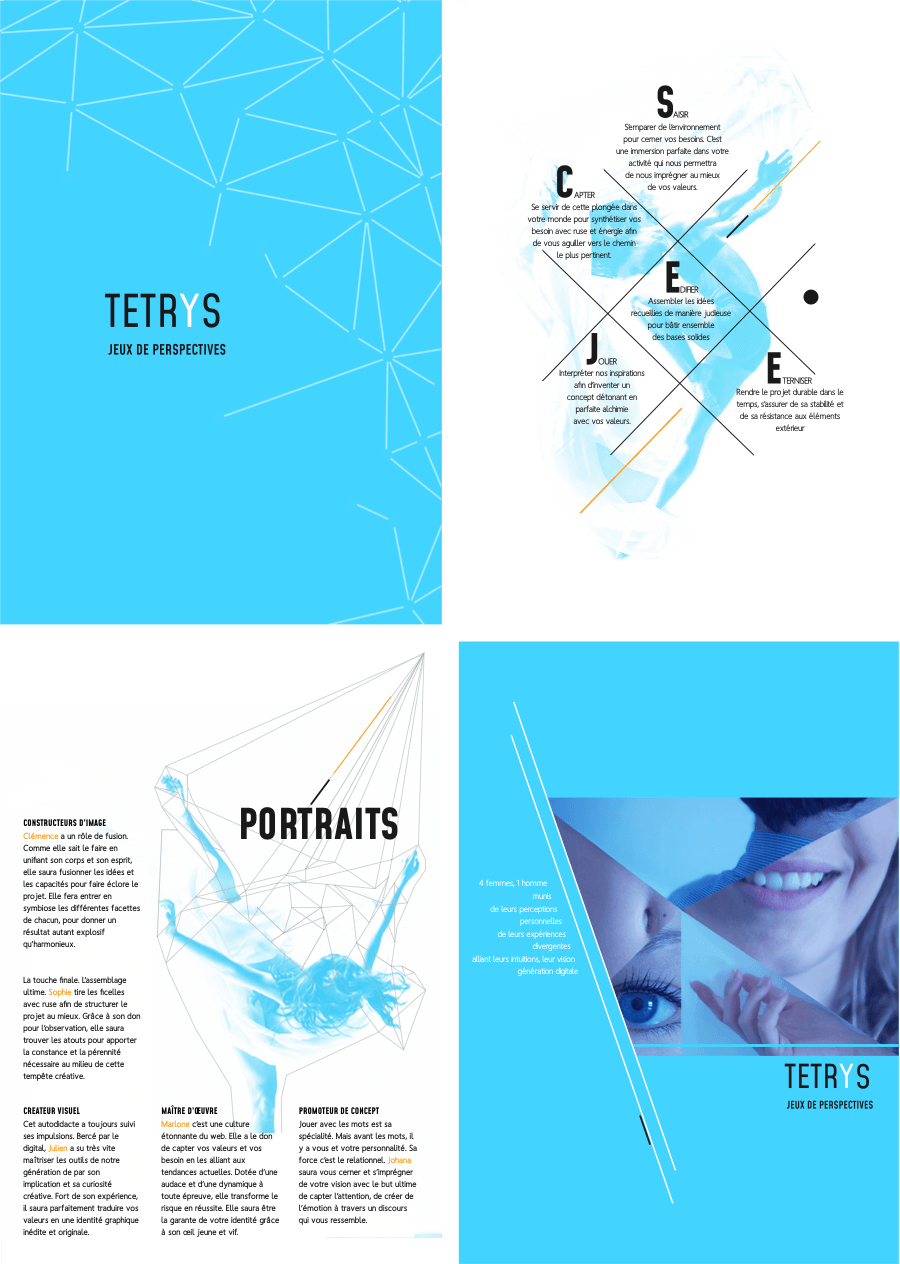 TETRYS
JEUX DE PERSPECTIVES
SAISIR
S'emparer de l'environnement
pour cerner vos besoins. C'est
une immersion parfaite dans votre
activité qui nous permettra
de nous imprégner au mieux
de vos valeurs.
CAPTER
Se servir de cette plongée dans
votre monde pour synthétiser vos
besoin avec ruse et énergie afin
de vous aguiller vers le chemin
le plus pertinent.
EDIFIER
Assembler les idées
recueillies de manière judieuse
pour bâtir ensemble
des bases solides
JOUER
Interpréter nos inspirations
afin d'inventer un
concept détonant en
parfaite alchimie
avec vos valeurs.
ETERNISER
Rendre le projet durable dans le
temps, s'assurer de sa stabilité et
de sa résistance aux éléments
extérieur
PORTRAITS
CONSTRUCTEURS D'IMAGE
Clémence a un rôle de fusion.
Comme elle sait le faire en
unifiant son corps et son esprit,
elle saura fusionner les idées et
les capacités pour faire éclore le
projet. Elle fera entrer en
symbiose les différentes facettes
de chacun, pour donner un
résultat autant explosif
qu'harmonieux.
La touche finale. L'assemblage
ultime. Sophie tire les ficelles
avec ruse afin de structurer le
projet au mieux. Grâce à son don
pour l'observation, elle saura
trouver les atouts pour apporter
la constance et la pérennité
nécessaire au milieu de cette
tempête créative.
CREATEUR VISUEL
Cet autodidacte a toujours suivi
ses impulsions. Bercé par le
digital, Julien a su très vite
maîtriser les outils de notre
génération de par son
implication et sa curiosité
créative. Fort de son expérience,
il saura parfaitement traduire vos
valeurs en une identité graphique
inédite et originale.
MAÎTRE D'ŒUVRE
Marlone c'est une culture
étonnante du web. Elle a le don
de capter vos valeurs et vos
besoin en les alliant aux
tendances actuelles. Dotée d'une
audace et d'une dynamique à
toute épreuve, elle transforme le
risque en réussite. Elle saura être
la garante de votre identité grâce
à son œil jeune et vif.
PROMOTEUR DE CONCEPT
Jouer avec les mots est sa
spécialité. Mais avant les mots, il
y a vous et votre personnalité. Sa
force c'est le relationnel. Johana
saura vous cerner et s'imprégner
de votre vision avec le but ultime
de capter l'attention, de créer de
l'émotion à travers un discours
qui vous ressemble.
4 femmes, 1 homme
munis
de leurs perceptions
personnelles
de leurs expériences
divergentes
alliant leurs intuitions, leur vision
génération digitale
TETRYS
JEUX DE PERSPECTIVES